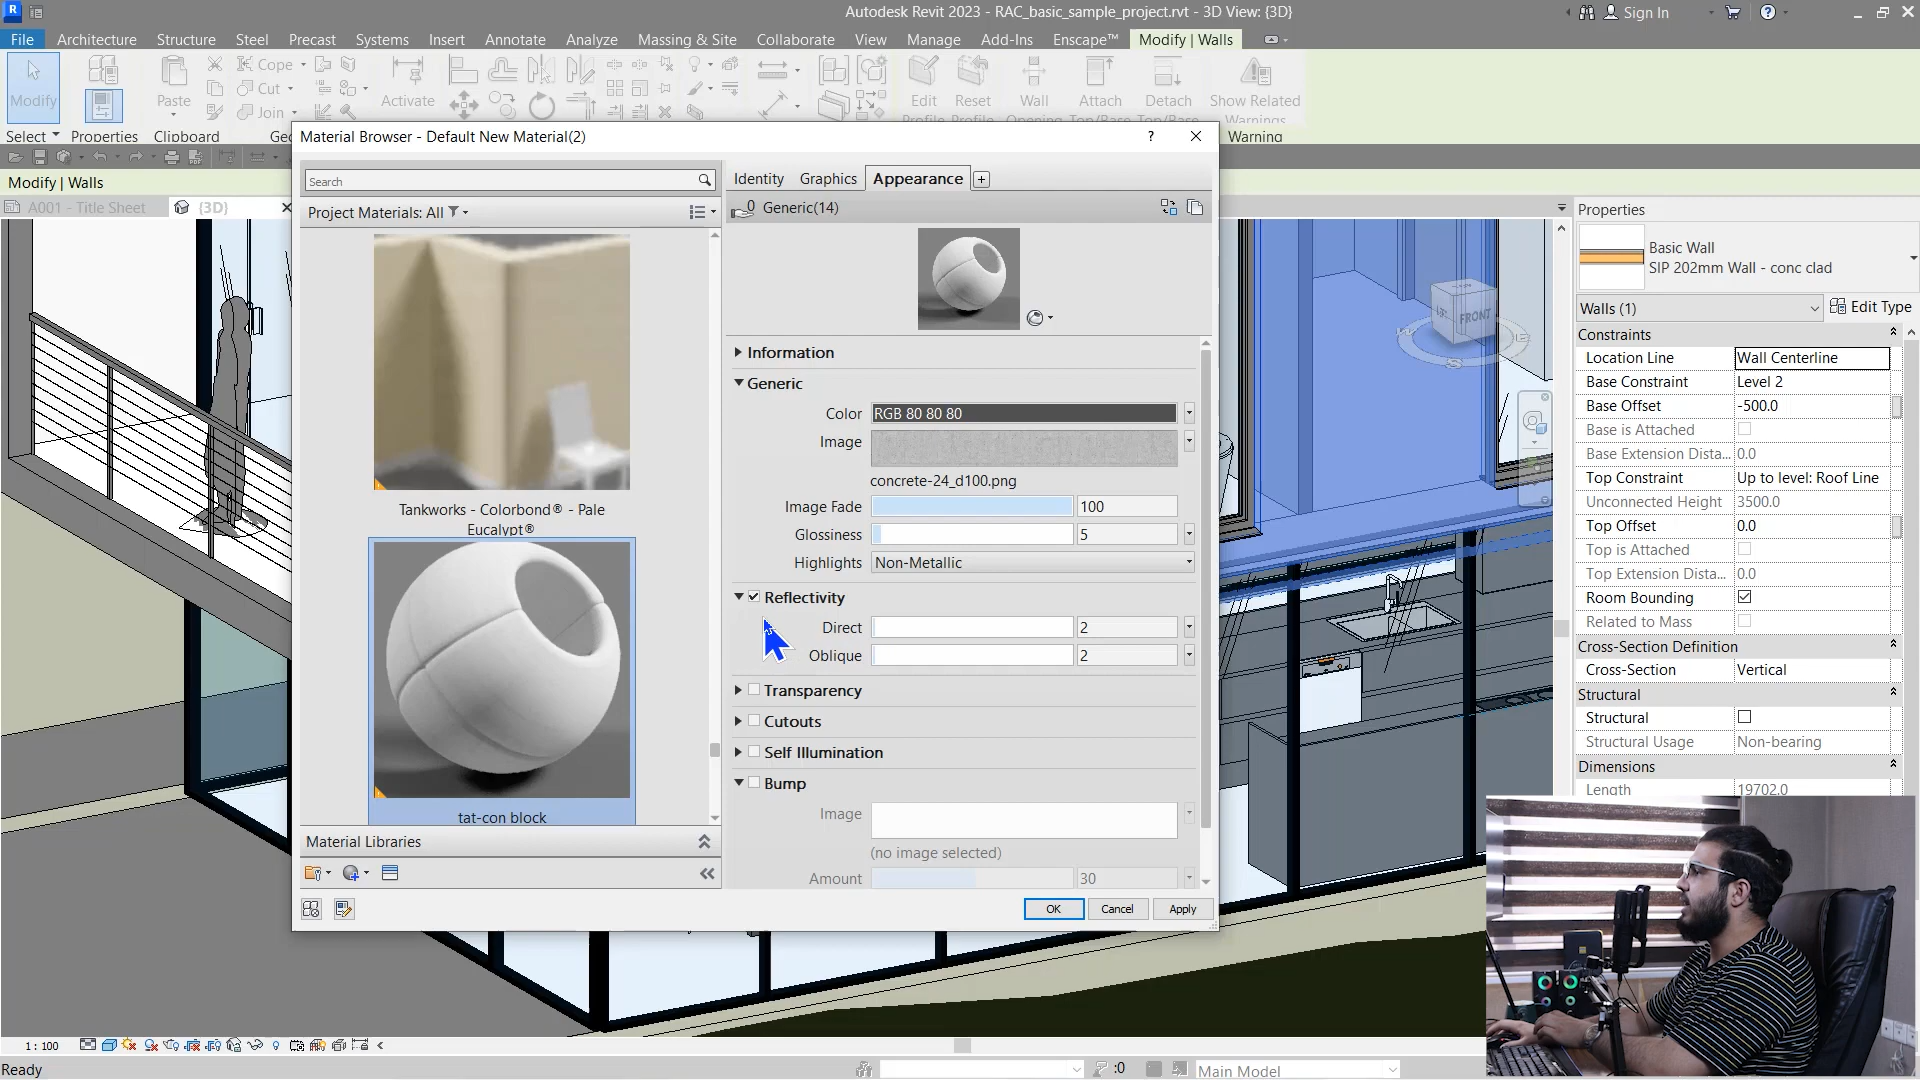 Autodesk Revit 2023 - RAC_basic_sample_project.rvt - 3D View: {3D}
Sign In
File
Architecture
Structure
Steel
Precast
Systems
Insert
Annotate
Analyze
Massing & Site
Collaborate
View
Manage
Add-Ins
Enscape™
Modify | Walls
Modify
Paste
Cope
Cut
Join
Activate
Edit
Profile
Reset
Profile
Wall
Opening
Attach
Top/Base
Detach
Top/Base
Show Related
Warnings
Select
Properties
Clipboard
Warning
Modify | Walls
A001 - Title Sheet
{3D}
Material Browser - Default New Material(2)
?
Search
Project Materials: All
Tankworks - Colorbond® - Pale
Eucalypt®
tat-con block
Material Libraries
Identity
Graphics
Appearance
0
Generic(14)
Information
Generic
Color
RGB 80 80 80
Image
concrete-24_d100.png
Image Fade
100
Glossiness
5
Highlights
Non-Metallic
Reflectivity
Direct
2
Oblique
2
Transparency
Cutouts
Self Illumination
Bump
Image
(no image selected)
Amount
30
OK
Cancel
Apply
FRONT
Properties
Basic Wall
SIP 202mm Wall - conc clad
Walls (1)
Edit Type
Constraints
Location Line
Wall Centerline
Base Constraint
Level 2
Base Offset
-500.0
Base is Attached
Base Extension Dista...
0.0
Top Constraint
Up to level: Roof Line
Unconnected Height
3500.0
Top Offset
0.0
Top is Attached
Top Extension Dista...
0.0
Room Bounding
Related to Mass
Cross-Section Definition
Cross-Section
Vertical
Structural
Structural
Structural Usage
Non-bearing
Dimensions
Length
19702.0
1 : 100
Ready
:0
Main Model